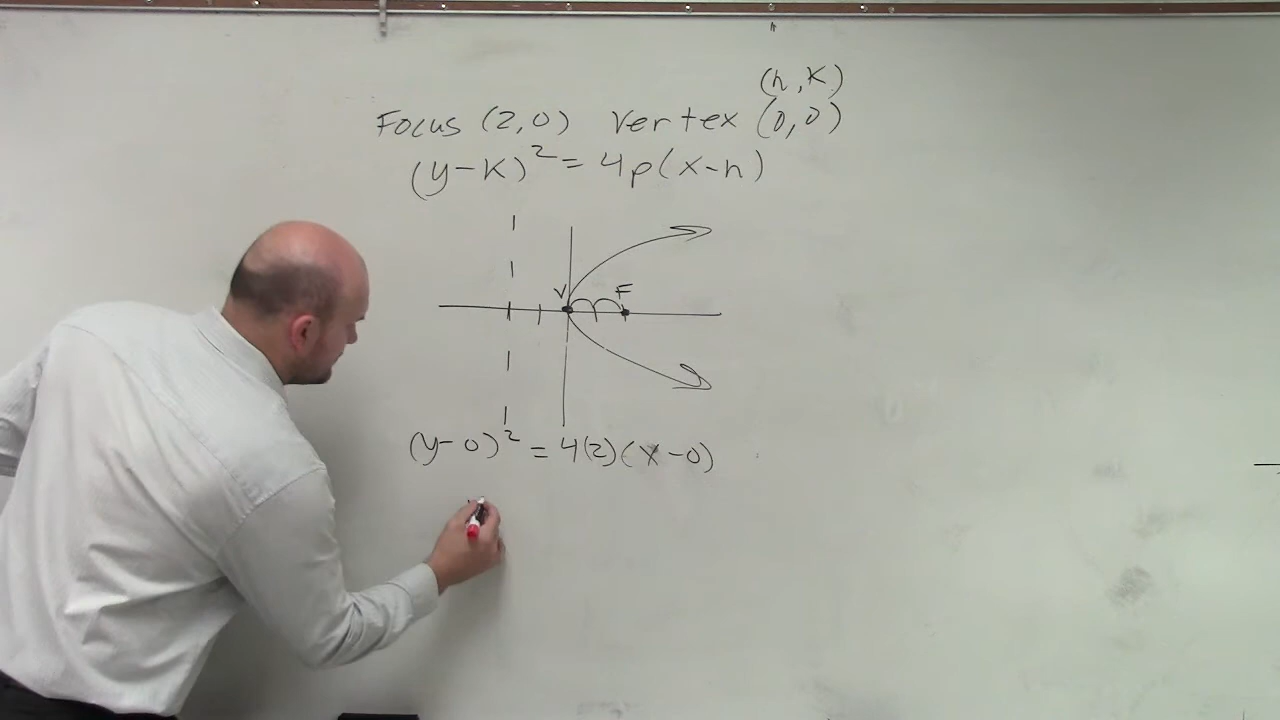 (h,K)
Focus (2,0) Vertex (0,0)
(y-K)² = 4p(x-h)
V F
(y-0)² = 4(2)(x-0)